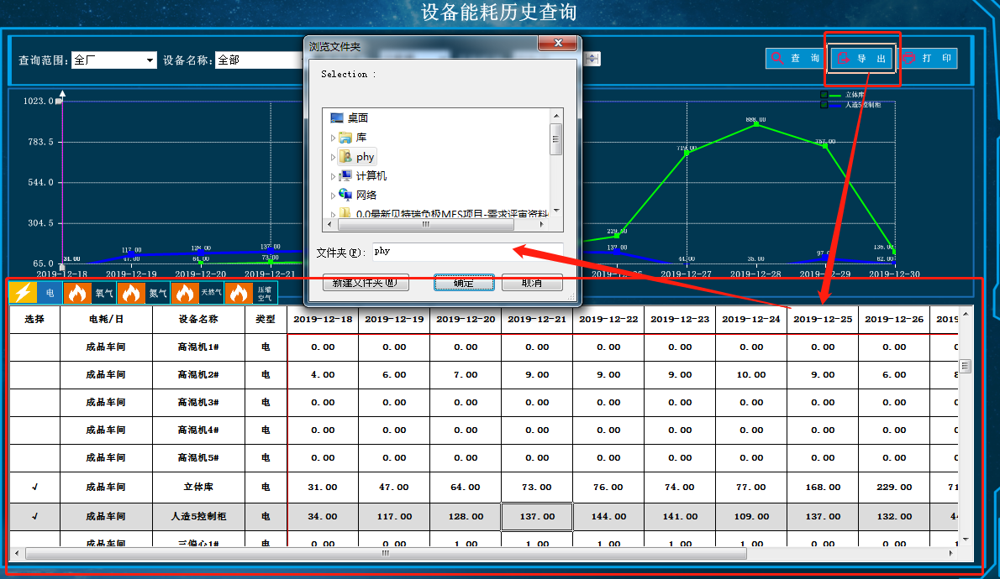 设备能耗历史查询
查询范围: 全厂 设备名称: 全部
查 询 导 出 打 印
浏览文件夹
Selection :
桌面
库
phy
计算机
网络
0.0最新贝特瑞负极MES项目-需求评审资料
文件夹(F): phy
新建文件夹(M) 确定 取消
立体库
人造5控制柜
1023.0
783.5
544.0
304.5
65.0
31.00 117.00 47.00 128.00 64.00 137.00 73.00 229.00 132.00 719.00 44.00 888.00 35.00 757.00 97. 136.00 62.00
2019-12-18 2019-12-19 2019-12-20 2019-12-21 2019-12-26 2019-12-27 2019-12-28 2019-12-29 2019-12-30
电 氧气 氮气 天然气 压缩空气
选择 电耗/日 设备名称 类型 2019-12-18 2019-12-19 2019-12-20 2019-12-21 2019-12-22 2019-12-23 2019-12-24 2019-12-25 2019-12-26 2019
成品车间 高混机1# 电 0.00 0.00 0.00 0.00 0.00 0.00 0.00 0.00 0.00
成品车间 高混机2# 电 4.00 6.00 7.00 9.00 9.00 9.00 10.00 9.00 6.00 8
成品车间 高混机3# 电 0.00 0.00 0.00 0.00 0.00 0.00 0.00 0.00 0.00
成品车间 高混机4# 电 0.00 0.00 0.00 0.00 0.00 0.00 0.00 0.00 0.00
成品车间 高混机5# 电 0.00 0.00 0.00 0.00 0.00 0.00 0.00 0.00 0.00
√ 成品车间 立体库 电 31.00 47.00 64.00 73.00 76.00 74.00 77.00 168.00 229.00 71
√ 成品车间 人造5控制柜 电 34.00 117.00 128.00 137.00 144.00 141.00 109.00 137.00 132.00 4
成品车间 三偏心1# 电 0.00 0.00 1.00 1.00 1.00 1.00 1.00 0.00 0.00 1